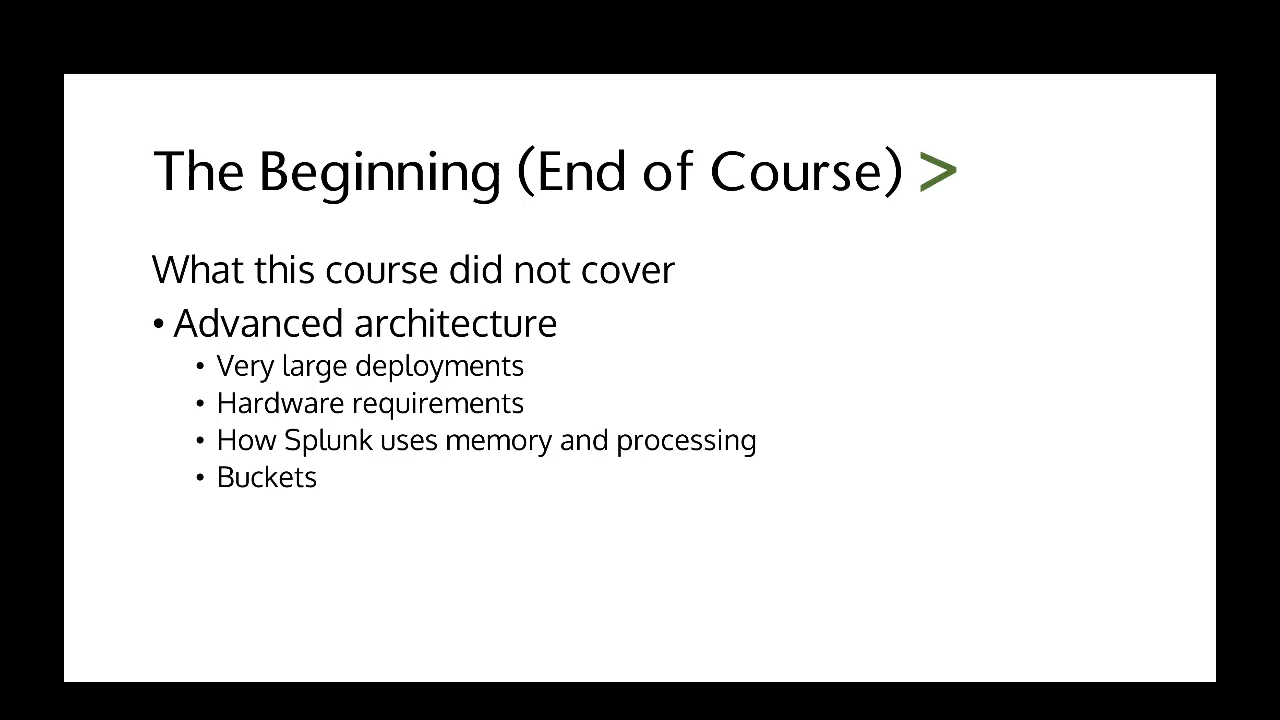 The Beginning (End of Course) >
What this course did not cover
• Advanced architecture
• Very large deployments
• Hardware requirements
• How Splunk uses memory and processing
• Buckets